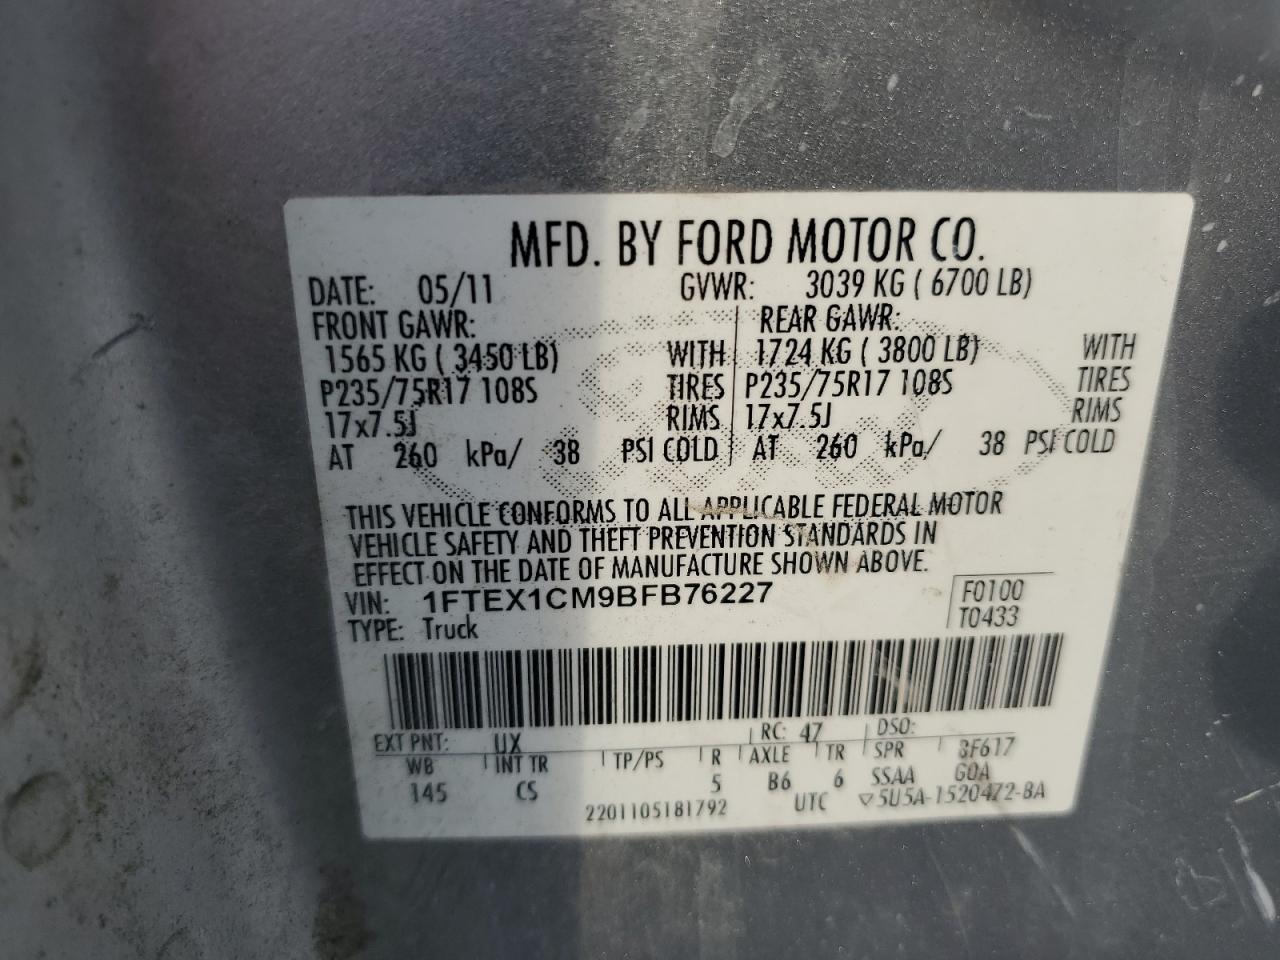 MFD. BY FORD MOTOR CO.
DATE: 05/11 GVWR: 3039 KG ( 6700 LB)
FRONT GAWR: REAR GAWR:
1565 KG ( 3450 LB) WITH 1724 KG ( 3800 LB) WITH
P235/75R17 108S TIRES P235/75R17 108S TIRES
17x7.5J RIMS 17x7.5J RIMS
AT 260 kPa/ 38 PSI COLD AT 260 kPa/ 38 PSI COLD
THIS VEHICLE CONFORMS TO ALL APPLICABLE FEDERAL MOTOR
VEHICLE SAFETY AND THEFT PREVENTION STANDARDS IN
EFFECT ON THE DATE OF MANUFACTURE SHOWN ABOVE.
VIN: 1FTEX1CM9BFB76227 F0100
TYPE: Truck T0433
EXT PNT: UX RC: 47 DSO:
WB INT TR TP/PS R AXLE TR SPR 8F617
145 CS 5 B6 6 SSAA GOA
2201105181792 UTC ▽5U5A-1520472-BA